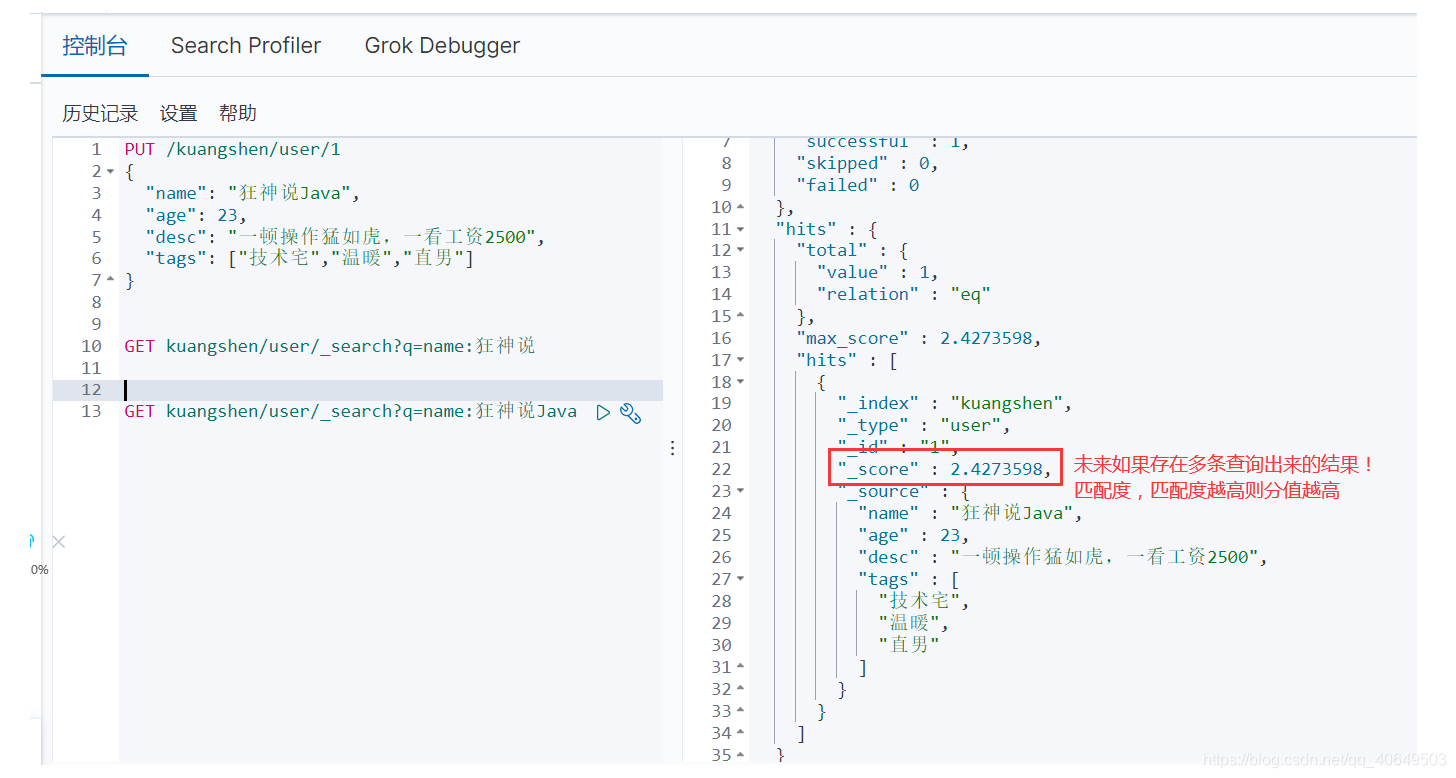 控制台 Search Profiler Grok Debugger
历史记录 设置 帮助
1 PUT /kuangshen/user/1
2 {
3 "name": "狂神说Java",
4 "age": 23,
5 "desc": "一顿操作猛如虎，一看工资2500",
6 "tags": ["技术宅","温暖","直男"]
7 }
8
9
10 GET kuangshen/user/_search?q=name:狂神说
11
12
13 GET kuangshen/user/_search?q=name:狂神说Java
0%
7 "successful" : 1,
8 "skipped" : 0,
9 "failed" : 0
10 },
11 "hits" : {
12 "total" : {
13 "value" : 1,
14 "relation" : "eq"
15 },
16 "max_score" : 2.4273598,
17 "hits" : [
18 {
19 "_index" : "kuangshen",
20 "_type" : "user",
21 "_id" : "1",
22 "_score" : 2.4273598,
未来如果存在多条查询出来的结果！
匹配度，匹配度越高则分值越高
23 "_source" : {
24 "name" : "狂神说Java",
25 "age" : 23,
26 "desc" : "一顿操作猛如虎，一看工资2500",
27 "tags" : [
28 "技术宅",
29 "温暖",
30 "直男"
31 ]
32 }
33 }
34 ]
35 }
https://blog.csdn.net/qq_40649503